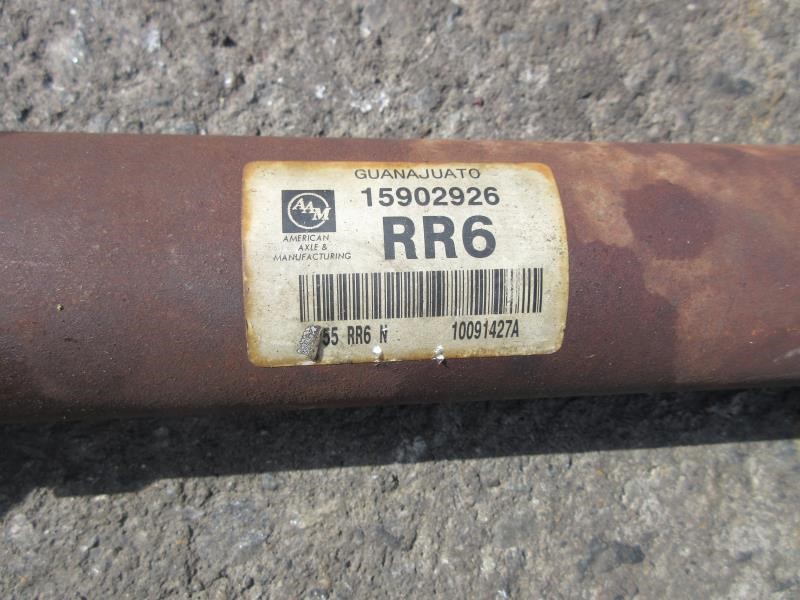 GUANAJUATO
15902926
AAM
RR6
AMERICAN
AXLE &
MANUFACTURING
55 RR6 N
10091427A